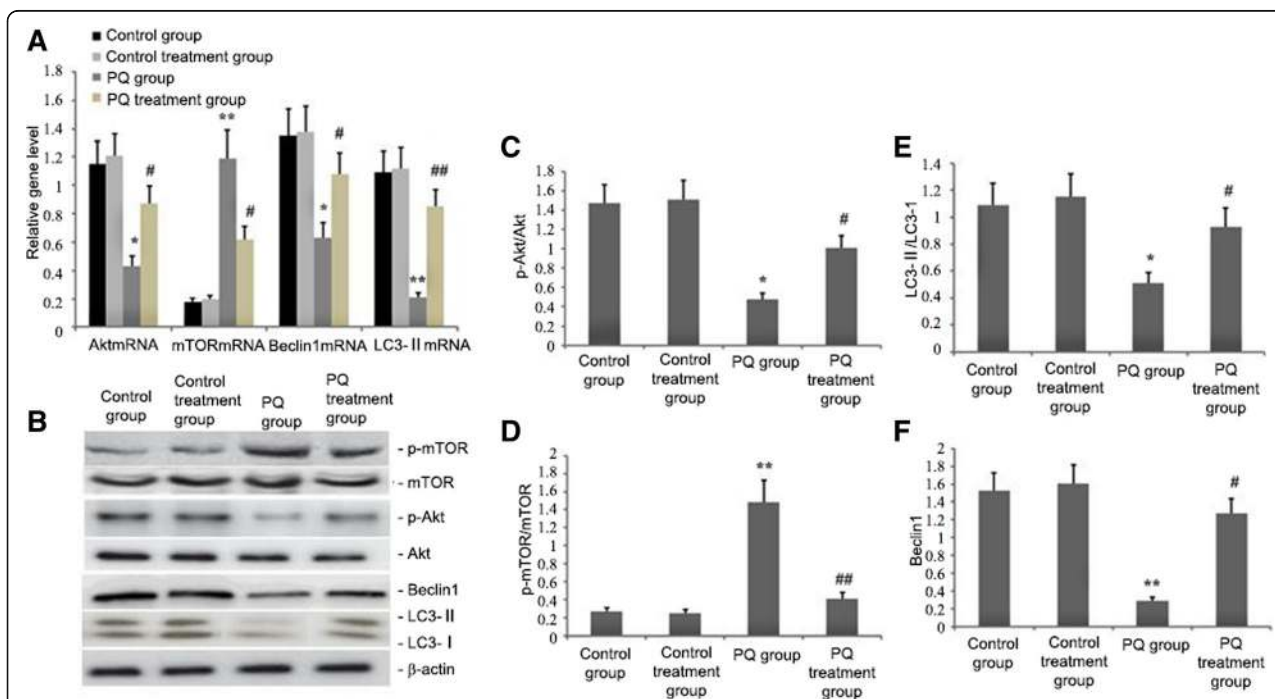 A
Control group
Control treatment group
PQ group
PQ treatment group
Relative gene level
1.8
1.6
1.4
1.2
1.0
0.8
0.6
0.4
0.2
0
*
#
**
#
*
#
**
##
AktmRNA mTORmRNA Beclin1mRNA LC3-II mRNA
B
Control
group
Control
treatment
group
PQ
group
PQ
treatment
group
- p-mTOR
- mTOR
- p-Akt
- Akt
- Beclin1
- LC3-II
- LC3-I
- β-actin
C
p-Akt/Akt
1.8
1.6
1.4
1.2
1
0.8
0.6
0.4
0.2
0
*
#
Control
group
Control
treatment
group
PQ group
PQ
treatment
group
D
p-mTOR/mTOR
2
1.8
1.6
1.4
1.2
1
0.8
0.6
0.4
0.2
0
**
##
Control
group
Control
treatment
group
PQ group
PQ
treatment
group
E
LC3-II/LC3-1
1.4
1.2
1
0.8
0.6
0.4
0.2
0
*
#
Control
group
Control
treatment
group
PQ group
PQ
treatment
group
F
Beclin1
2
1.8
1.6
1.4
1.2
1
0.8
0.6
0.4
0.2
0
**
#
Control
group
Control
treatment
group
PQ group
PQ
treatment
group